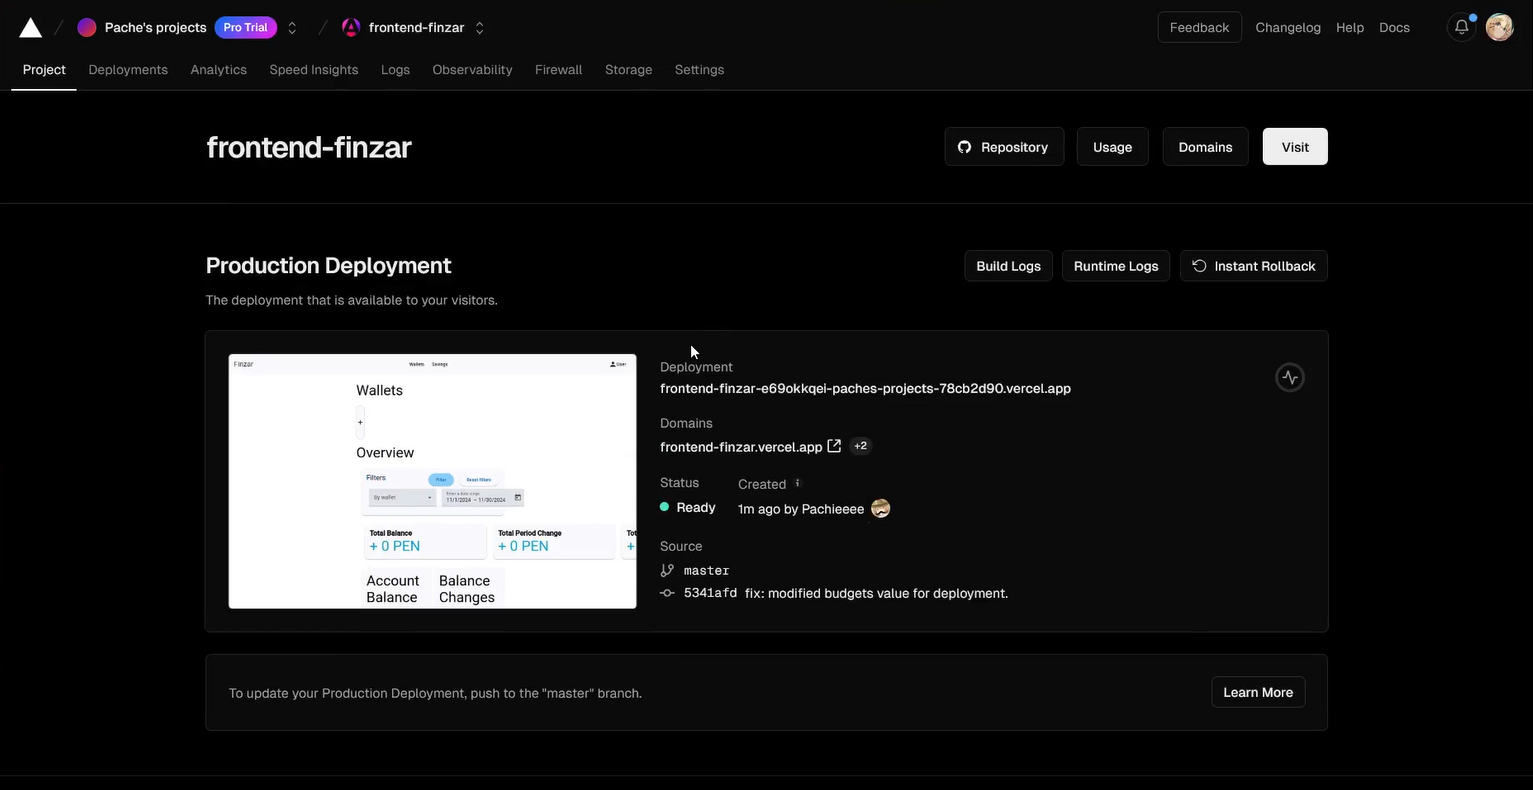 Pache's projects Pro Trial frontend-finzar Feedback Changelog Help Docs
Project Deployments Analytics Speed Insights Logs Observability Firewall Storage Settings
frontend-finzar Repository Usage Domains Visit
Production Deployment Build Logs Runtime Logs Instant Rollback
The deployment that is available to your visitors.
Finzar Wallets Savings User
Wallets
+
Overview
Filters Filter Reset filters
By wallet Enter a date range
11/1/2024 – 11/30/2024
Total Balance Total Period Change Tot
+ 0 PEN + 0 PEN +
Account Balance
Balance Changes
Deployment
frontend-finzar-e69okkqei-paches-projects-78cb2d90.vercel.app
Domains
frontend-finzar.vercel.app +2
Status Created
Ready 1m ago by Pachieeee
Source
master
5341afd fix: modified budgets value for deployment.
To update your Production Deployment, push to the "master" branch. Learn More